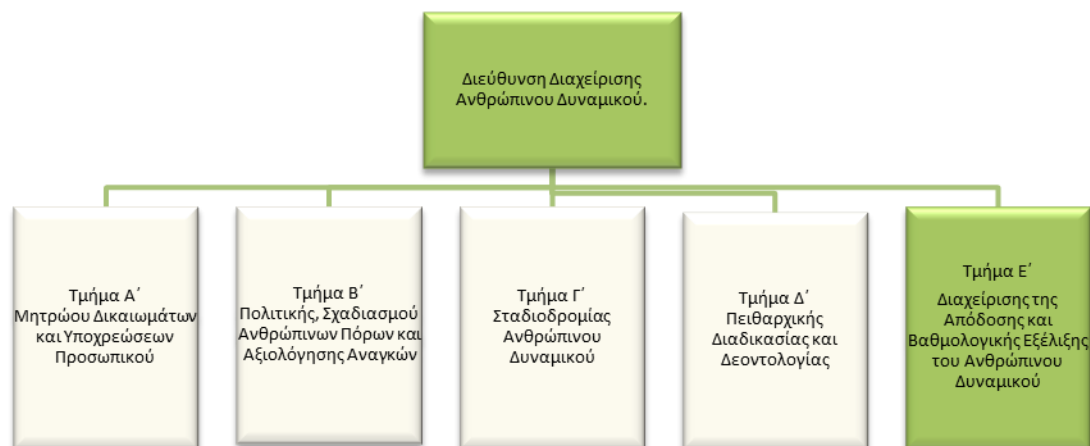 Διεύθυνση Διαχείρισης
Ανθρώπινου Δυναμικού.
Τμήμα Α΄
Μητρώου Δικαιωμάτων
και Υποχρεώσεων
Προσωπικού
Τμήμα Β΄
Πολιτικής, Σχαδιασμού
Ανθρώπινων Πόρων και
Αξιολόγησης Αναγκών
Τμήμα Γ΄
Σταδιοδρομίας
Ανθρώπινου
Δυναμικού
Τμήμα Δ΄
Πειθαρχικής
Διαδικασίας και
Δεοντολογίας
Τμήμα Ε΄
Διαχείρισης της
Απόδοσης και
Βαθμολογικής Εξέλιξης
του Ανθρώπινου
Δυναμικού